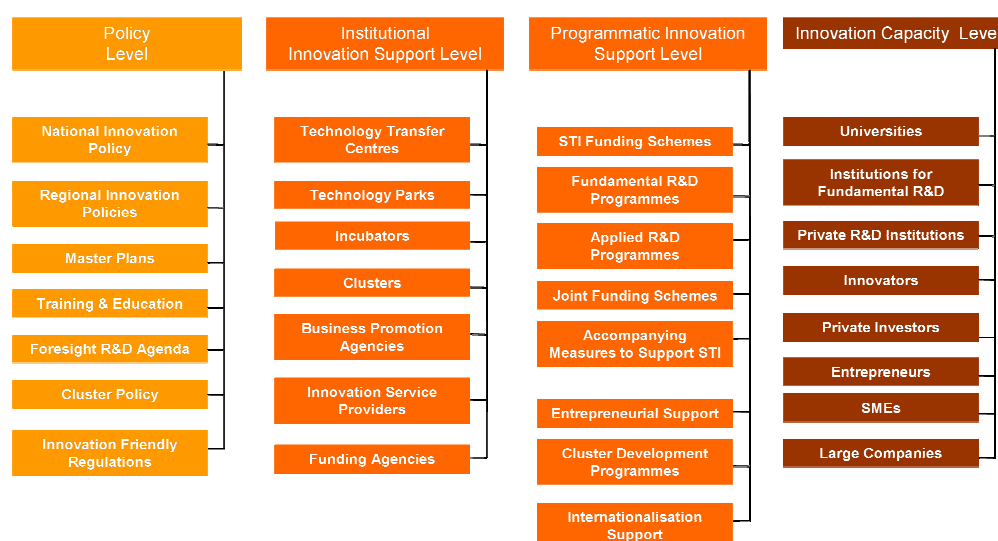 Policy
Level
National Innovation
Policy
Regional Innovation
Policies
Master Plans
Training & Education
Foresight R&D Agenda
Cluster Policy
Innovation Friendly
Regulations
Institutional
Innovation Support Level
Technology Transfer
Centres
Technology Parks
Incubators
Clusters
Business Promotion
Agencies
Innovation Service
Providers
Funding Agencies
Programmatic Innovation
Support Level
STI Funding Schemes
Fundamental R&D
Programmes
Applied R&D
Programmes
Joint Funding Schemes
Accompanying
Measures to Support STI
Entrepreneurial Support
Cluster Development
Programmes
Internationalisation
Support
Innovation Capacity Leve
Universities
Institutions for
Fundamental R&D
Private R&D Institutions
Innovators
Private Investors
Entrepreneurs
SMEs
Large Companies